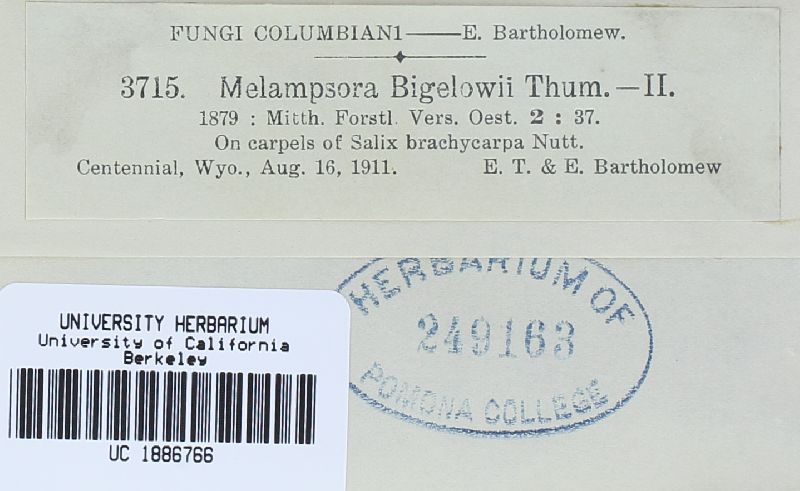 FUNGI COLUMBIANI——E. Bartholomew.
3715. Melampsora Bigelowii Thum.—II.
1879 : Mitth. Forstl. Vers. Oest. 2 : 37.
On carpels of Salix brachycarpa Nutt.
Centennial, Wyo., Aug. 16, 1911. E. T. & E. Bartholomew
HERBARIUM OF
249163
POMONA COLLEGE
UNIVERSITY HERBARIUM
University of California
Berkeley
UC 1886766